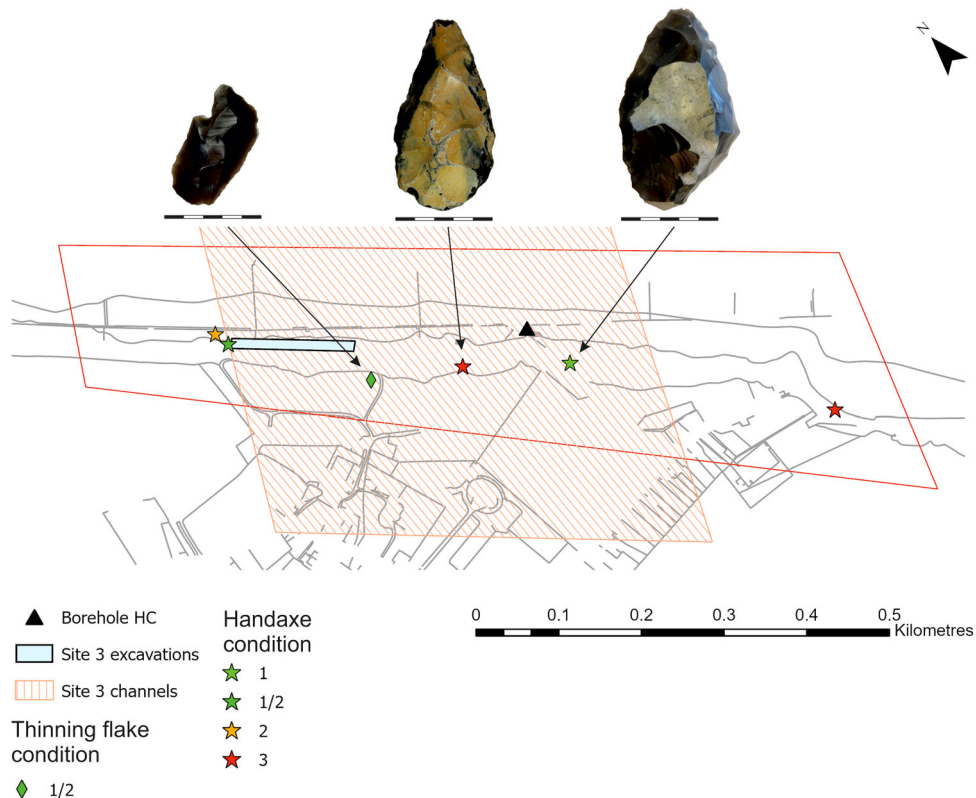 N
Borehole HC
Site 3 excavations
Site 3 channels
Thinning flake
condition
1/2
Handaxe
condition
1
1/2
2
3
0 0.1 0.2 0.3 0.4 0.5
Kilometres